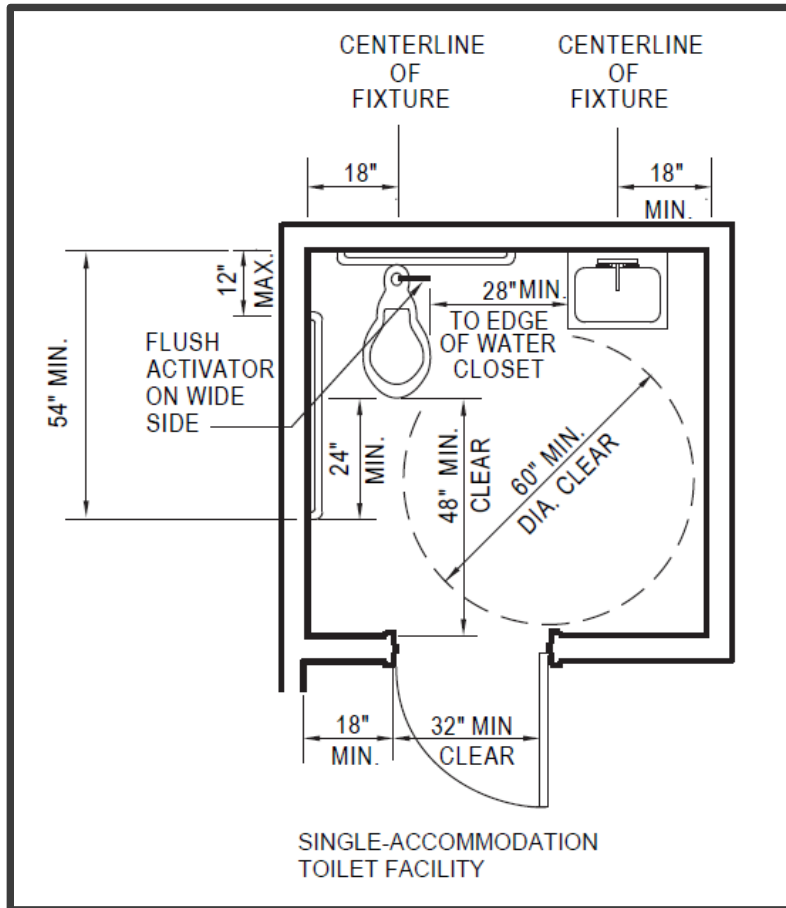 CENTERLINE
OF
FIXTURE
CENTERLINE
OF
FIXTURE
18"
18"
MIN.
12"
MAX.
54" MIN.
28" MIN.
TO EDGE
OF WATER
CLOSET
FLUSH
ACTIVATOR
ON WIDE
SIDE
24"
MIN.
48" MIN.
CLEAR
60" MIN.
DIA. CLEAR
18"
MIN.
32" MIN
CLEAR
SINGLE-ACCOMMODATION
TOILET FACILITY